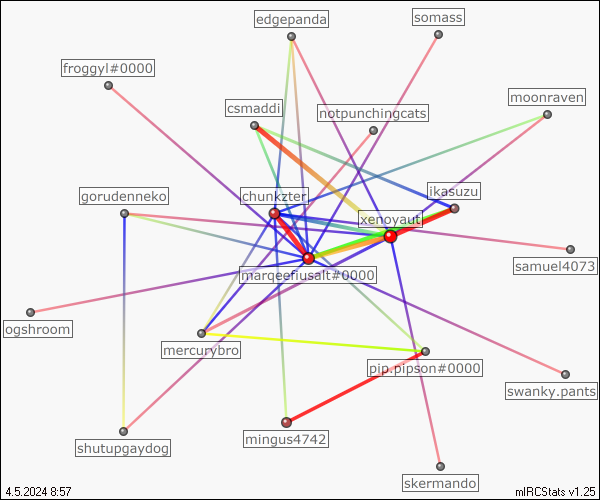 edgepanda
somass
froggyl#0000
moonraven
csmaddi
notpunchingcats
gorudenneko
chunkzter
ikasuzu
xenoyaut
samuel4073
marqeefiusalt#0000
ogshroom
mercurybro
pip.pipson#0000
swanky.pants
mingus4742
shutupgaydog
skermando
4.5.2024 8:57
mIRCStats v1.25